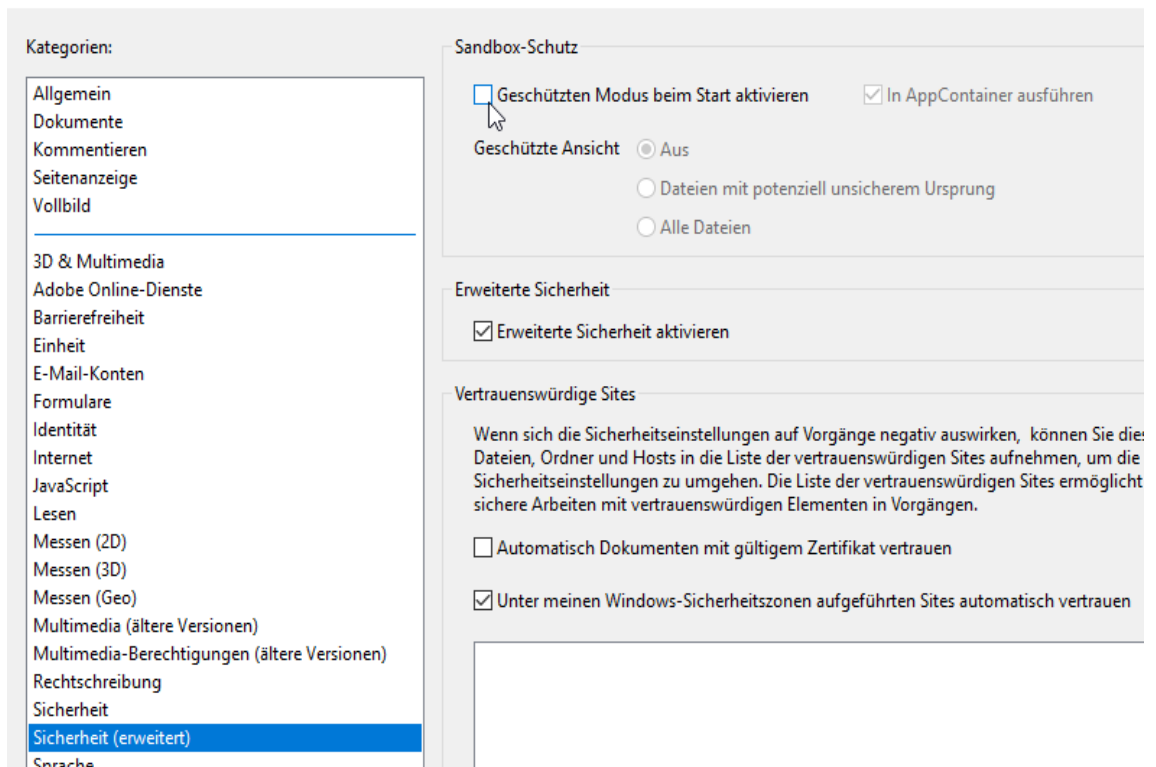 Kategorien:
Allgemein
Dokumente
Kommentieren
Seitenanzeige
Vollbild
3D & Multimedia
Adobe Online-Dienste
Barrierefreiheit
Einheit
E-Mail-Konten
Formulare
Identität
Internet
JavaScript
Lesen
Messen (2D)
Messen (3D)
Messen (Geo)
Multimedia (ältere Versionen)
Multimedia-Berechtigungen (ältere Versionen)
Rechtschreibung
Sicherheit
Sicherheit (erweitert)
Sprache
Sandbox-Schutz
Geschützten Modus beim Start aktivieren In AppContainer ausführen
Geschützte Ansicht Aus
Dateien mit potenziell unsicherem Ursprung
Alle Dateien
Erweiterte Sicherheit
Erweiterte Sicherheit aktivieren
Vertrauenswürdige Sites
Wenn sich die Sicherheitseinstellungen auf Vorgänge negativ auswirken, können Sie
Dateien, Ordner und Hosts in die Liste der vertrauenswürdigen Sites aufnehmen, um die
Sicherheitseinstellungen zu umgehen. Die Liste der vertrauenswürdigen Sites ermöglicht
sichere Arbeiten mit vertrauenswürdigen Elementen in Vorgängen.
Automatisch Dokumenten mit gültigem Zertifikat vertrauen
Unter meinen Windows-Sicherheitszonen aufgeführten Sites automatisch vertrauen